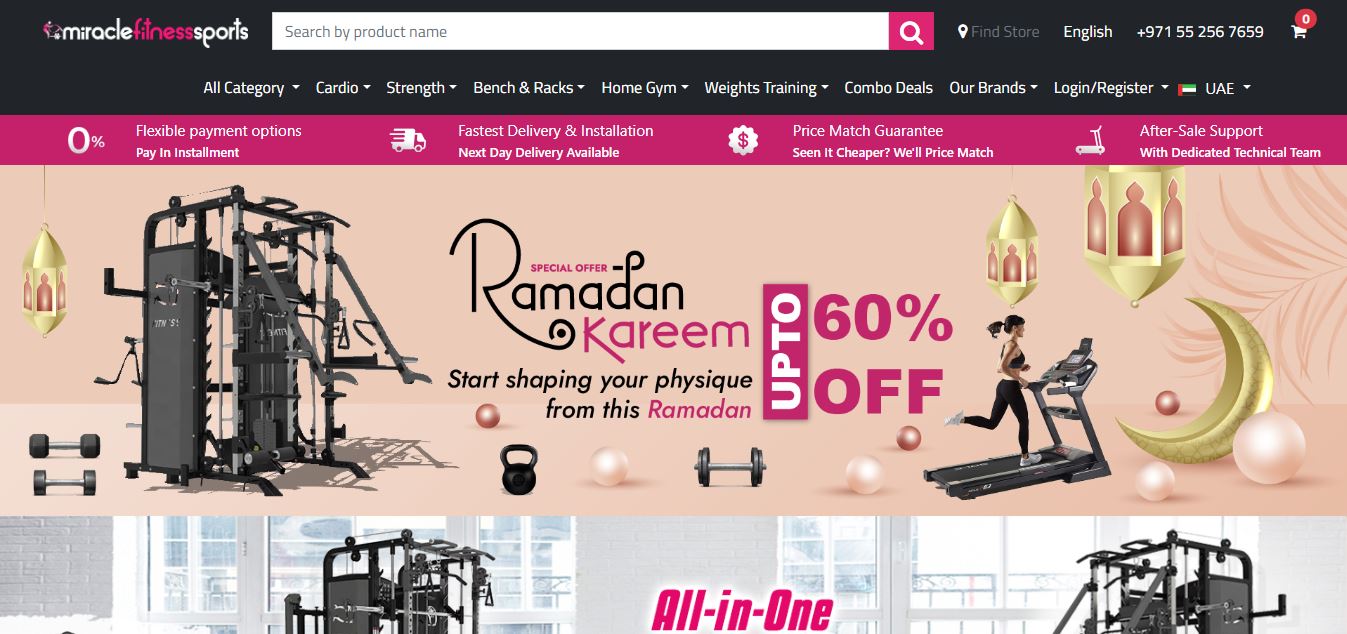 miraclefitnesssports
Search by product name
Find Store
English
+971 55 256 7659
0
All Category
Cardio
Strength
Bench & Racks
Home Gym
Weights Training
Combo Deals
Our Brands
Login/Register
UAE
0%
Flexible payment options
Pay In Installment
Fastest Delivery & Installation
Next Day Delivery Available
$
Price Match Guarantee
Seen It Cheaper? We'll Price Match
After-Sale Support
With Dedicated Technical Team
SPECIAL OFFER
Ramadan
Kareem
Start shaping your physique
from this Ramadan
UPTO
60%
OFF
All-in-One